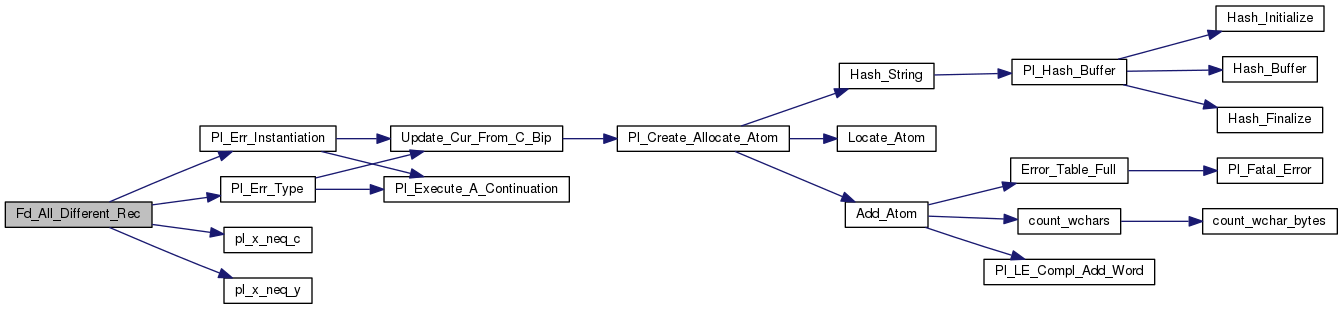 Fd_All_Different_Rec
Pl_Err_Instantiation
Pl_Err_Type
pl_x_neq_c
pl_x_neq_y
Update_Cur_From_C_Bip
Pl_Execute_A_Continuation
Pl_Create_Allocate_Atom
Hash_String
Locate_Atom
Add_Atom
Pl_Hash_Buffer
Error_Table_Full
count_wchars
Pl_LE_Compl_Add_Word
Hash_Initialize
Hash_Buffer
Hash_Finalize
Pl_Fatal_Error
count_wchar_bytes